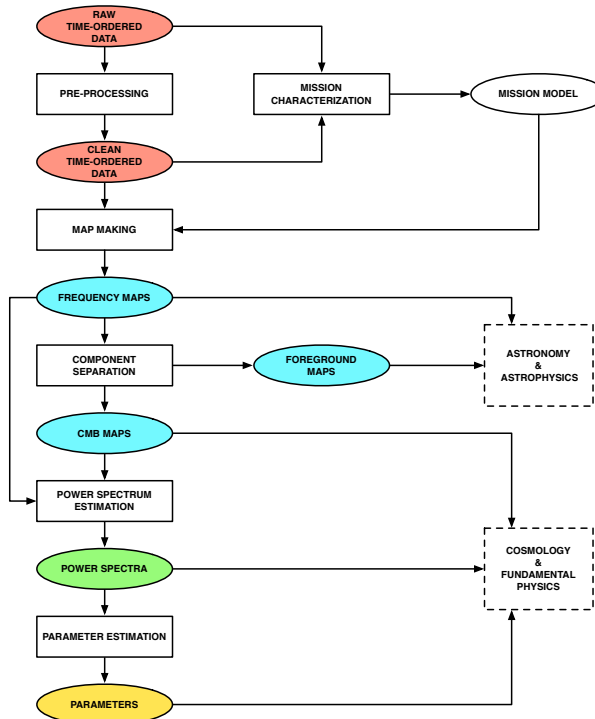 RAW
TIME-ORDERED
DATA
PRE-PROCESSING
MISSION
CHARACTERIZATION
MISSION MODEL
CLEAN
TIME-ORDERED
DATA
MAP MAKING
FREQUENCY MAPS
COMPONENT
SEPARATION
FOREGROUND
MAPS
ASTRONOMY
&
ASTROPHYSICS
CMB MAPS
POWER SPECTRUM
ESTIMATION
POWER SPECTRA
COSMOLOGY
&
FUNDAMENTAL
PHYSICS
PARAMETER ESTIMATION
PARAMETERS